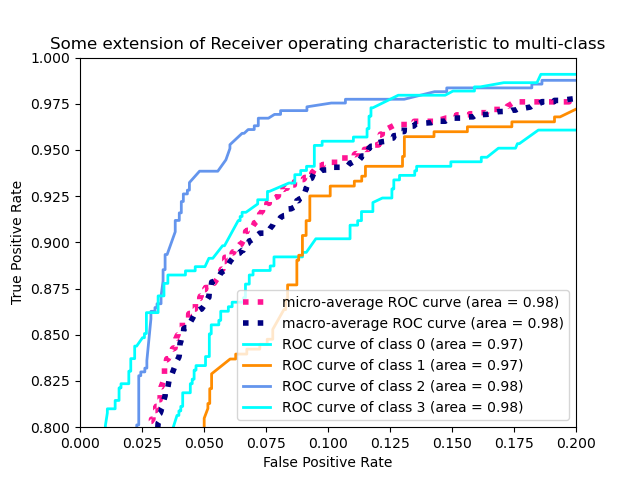 Some extension of Receiver operating characteristic to multi-class
1.000
0.975
0.950
0.925
0.900
0.875
0.850
0.825
0.800
True Positive Rate
micro-average ROC curve (area = 0.98)
macro-average ROC curve (area = 0.98)
ROC curve of class 0 (area = 0.97)
ROC curve of class 1 (area = 0.97)
ROC curve of class 2 (area = 0.98)
ROC curve of class 3 (area = 0.98)
0.000 0.025 0.050 0.075 0.100 0.125 0.150 0.175 0.200
False Positive Rate